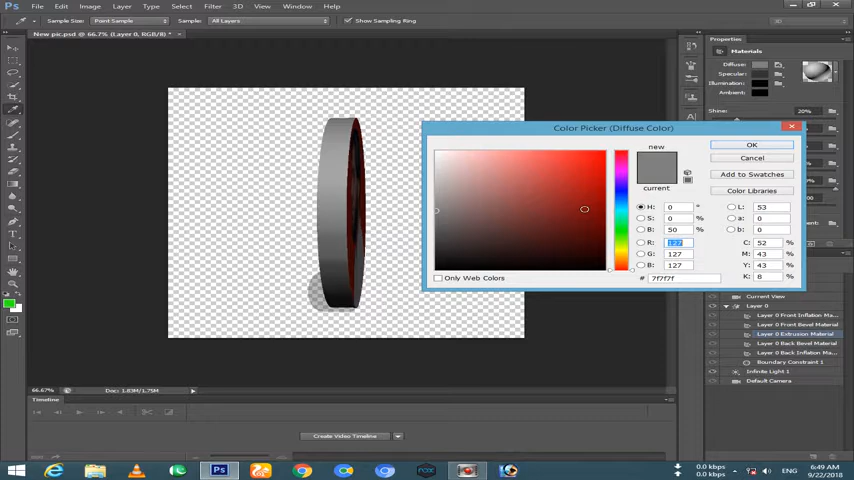 Ps File Edit Image Layer Type Select Filter 3D View Window Help
Sample Size: Point Sample Sample: All Layers Show Sampling Ring
3D
New pic.psd @ 66.7% (Layer 0, RGB/8) * ×
Properties
Materials
Diffuse:
Specular:
Illumination:
Ambient:
Shine: 20%
Color Picker (Diffuse Color)
new
current
OK
Cancel
Add to Swatches
Color Libraries
H: 0 °
S: 0 %
B: 50 %
R: 127
G: 127
B: 127
L: 53
a: 0
b: 0
C: 52 %
M: 43 %
Y: 43 %
K: 8 %
# 7f7f7f
Only Web Colors
Current View
Layer 0
Layer 0 Front Inflation Ma...
Layer 0 Front Bevel Material
Layer 0 Extrusion Material
Layer 0 Back Bevel Material
Layer 0 Back Inflation Mat...
Boundary Constraint 1
Infinite Light 1
Default Camera
66.67% Doc: 1.83M/1.75M
Timeline
Create Video Timeline
Ps
0.0 kbps
0.0 kbps
ENG
6:49 AM
9/22/2018